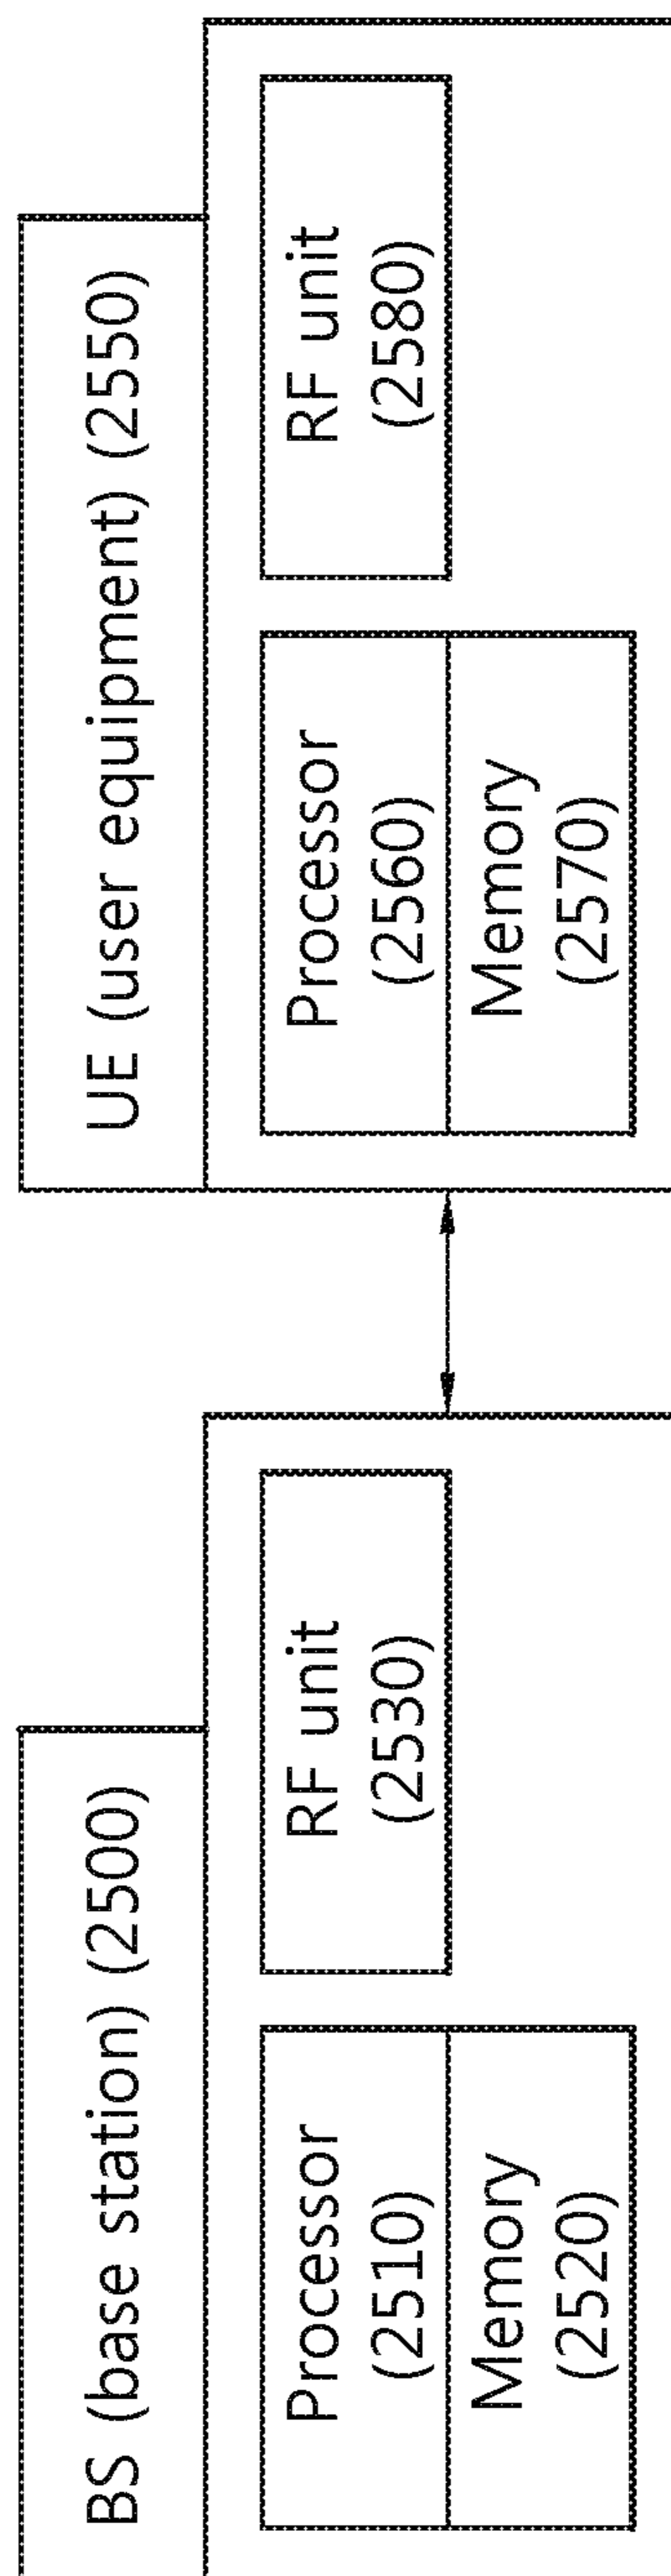 BS (base station) (2500)
Processor
(2510)
Memory
(2520)
RF unit
(2530)
UE (user equipment) (2550)
Processor
(2560)
Memory
(2570)
RF unit
(2580)